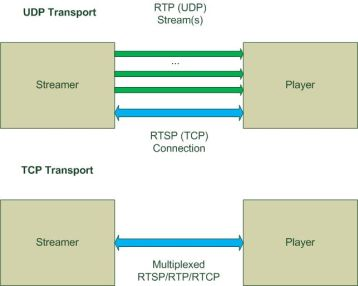 UDP Transport
RTP (UDP)
Stream(s)
...
Streamer
Player
RTSP (TCP)
Connection
TCP Transport
Streamer
Player
Multiplexed
RTSP/RTP/RTCP